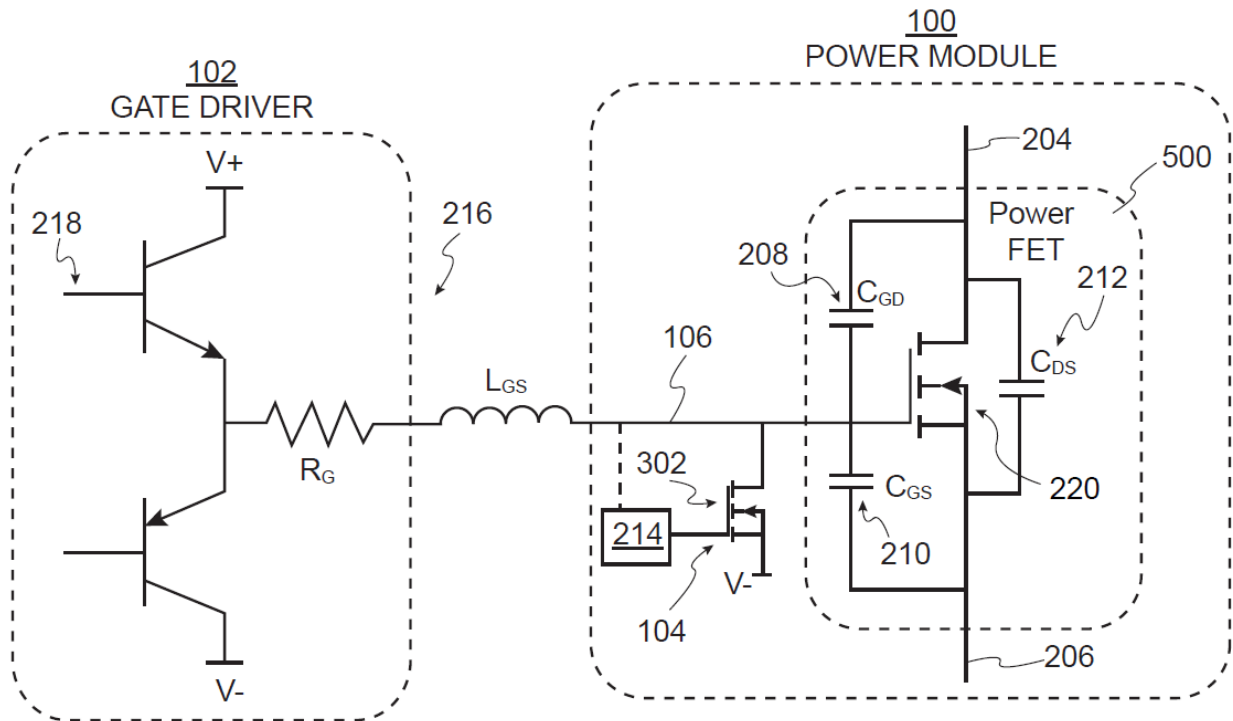 100
POWER MODULE
102
GATE DRIVER
V+
204
500
218
216
Power
FET
208
CGD
212
106
CDS
LGS
RG
302
CGS
220
214
210
V-
104
206
V-